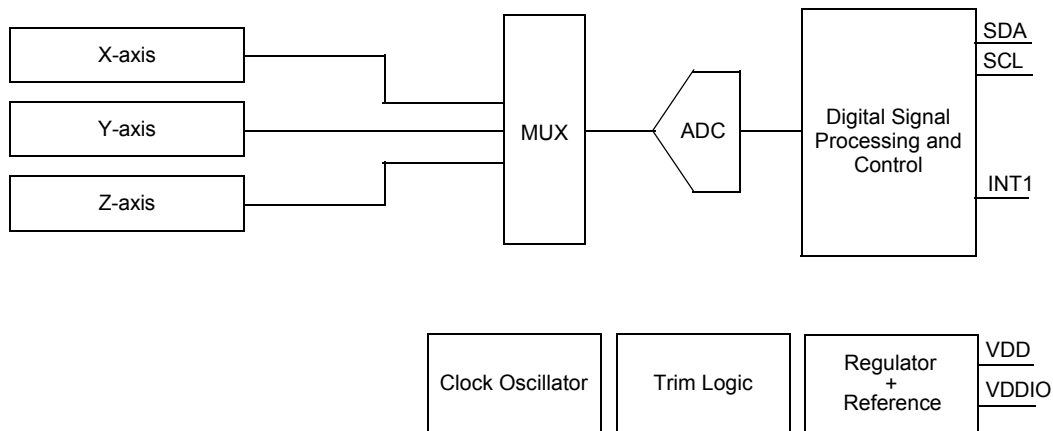 X-axis
Y-axis
Z-axis
MUX
ADC
Digital Signal
Processing and
Control
SDA
SCL
INT1
Clock Oscillator
Trim Logic
Regulator
+
Reference
VDD
VDDIO